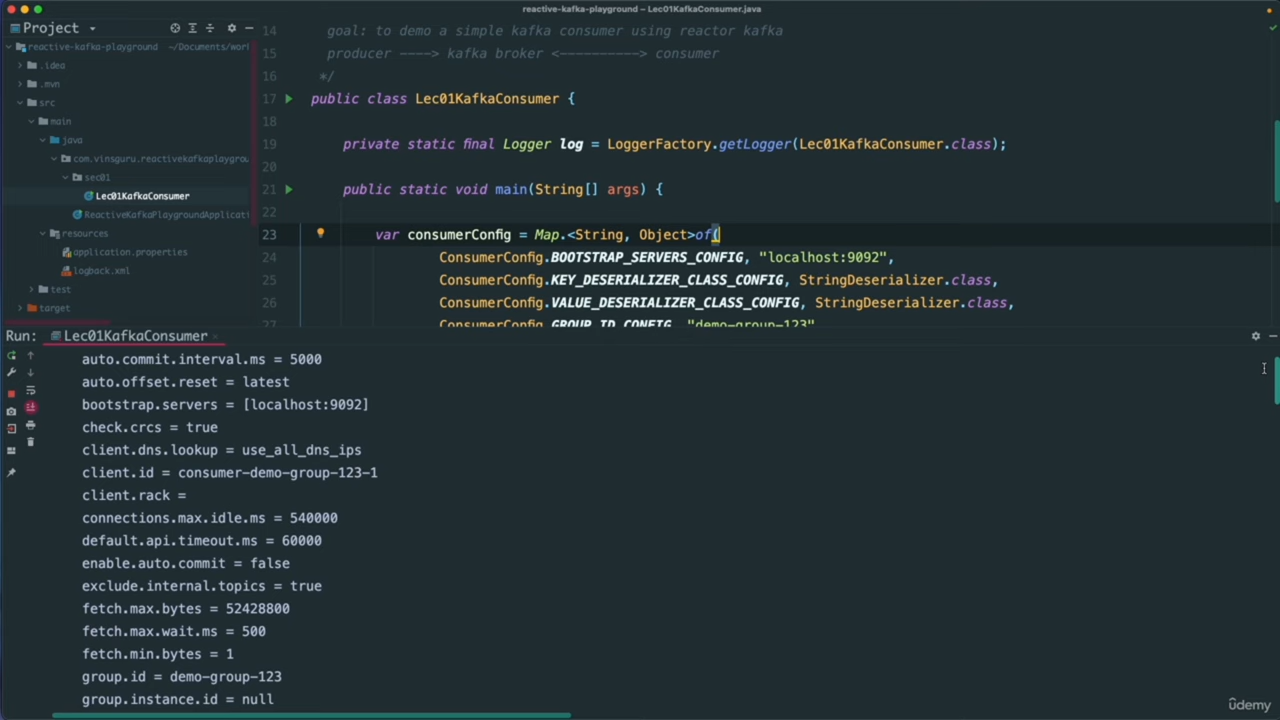 reactive-kafka-playground – Lec01KafkaConsumer.java
Project
reactive-kafka-playground ~/Documents/wor
.idea
.mvn
src
main
java
com.vinsguru.reactivekafkaplaygrou
sec01
Lec01KafkaConsumer
ReactiveKafkaPlaygroundApplicati
resources
application.properties
logback.xml
test
target
14 goal: to demo a simple kafka consumer using reactor kafka
15 producer ----> kafka broker <----------> consumer
16 */
17 public class Lec01KafkaConsumer {
18
19 private static final Logger log = LoggerFactory.getLogger(Lec01KafkaConsumer.class);
20
21 public static void main(String[] args) {
22
23 var consumerConfig = Map.<String, Object>of(
24 ConsumerConfig.BOOTSTRAP_SERVERS_CONFIG, "localhost:9092",
25 ConsumerConfig.KEY_DESERIALIZER_CLASS_CONFIG, StringDeserializer.class,
26 ConsumerConfig.VALUE_DESERIALIZER_CLASS_CONFIG, StringDeserializer.class,
27 ConsumerConfig.GROUP_ID_CONFIG, "demo-group-123"
Run: Lec01KafkaConsumer
auto.commit.interval.ms = 5000
auto.offset.reset = latest
bootstrap.servers = [localhost:9092]
check.crcs = true
client.dns.lookup = use_all_dns_ips
client.id = consumer-demo-group-123-1
client.rack =
connections.max.idle.ms = 540000
default.api.timeout.ms = 60000
enable.auto.commit = false
exclude.internal.topics = true
fetch.max.bytes = 52428800
fetch.max.wait.ms = 500
fetch.min.bytes = 1
group.id = demo-group-123
group.instance.id = null
ûdemy